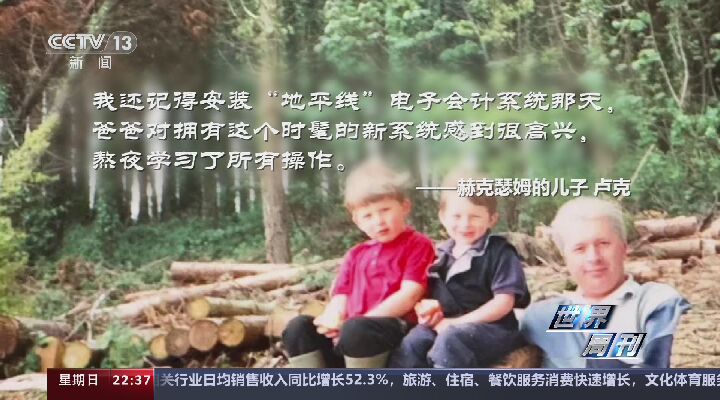 CCTV 13
新闻
我还记得安装“地平线”电子会计系统那天，
爸爸对拥有这个时髦的新系统感到很高兴，
熬夜学习了所有操作。
——赫克瑟姆的儿子 卢克
世界
周刊
星期日 22:37 关行业日均销售收入同比增长52.3%，旅游、住宿、餐饮服务消费快速增长，文化体育服